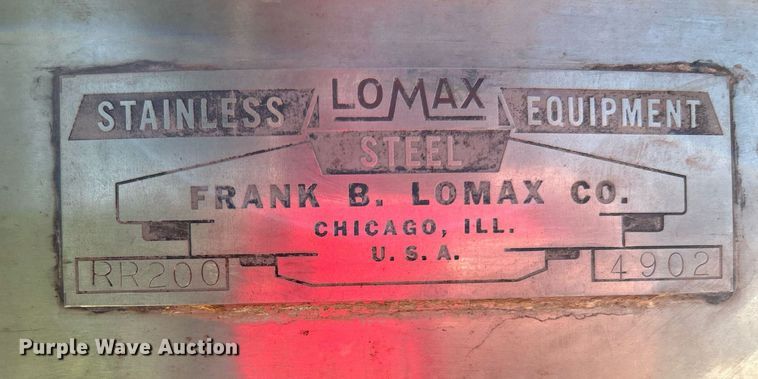 LOMAX
STAINLESS STEEL EQUIPMENT
FRANK B. LOMAX CO.
CHICAGO, ILL.
U. S. A.
RR200 4902
Purple Wave Auction